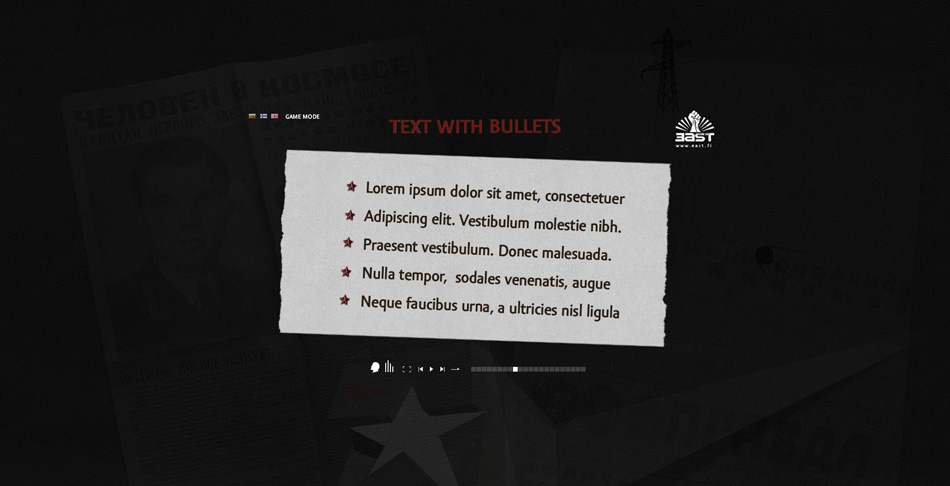 ЧЕЛОВЕК В КОСМОСЕ!
GAME MODE
TEXT WITH BULLETS
EAST
www.east.fi
Lorem ipsum dolor sit amet, consectetuer
Adipiscing elit. Vestibulum molestie nibh.
Praesent vestibulum. Donec malesuada.
Nulla tempor, sodales venenatis, augue
Neque faucibus urna, a ultricies nisl ligula
ПРАВДА